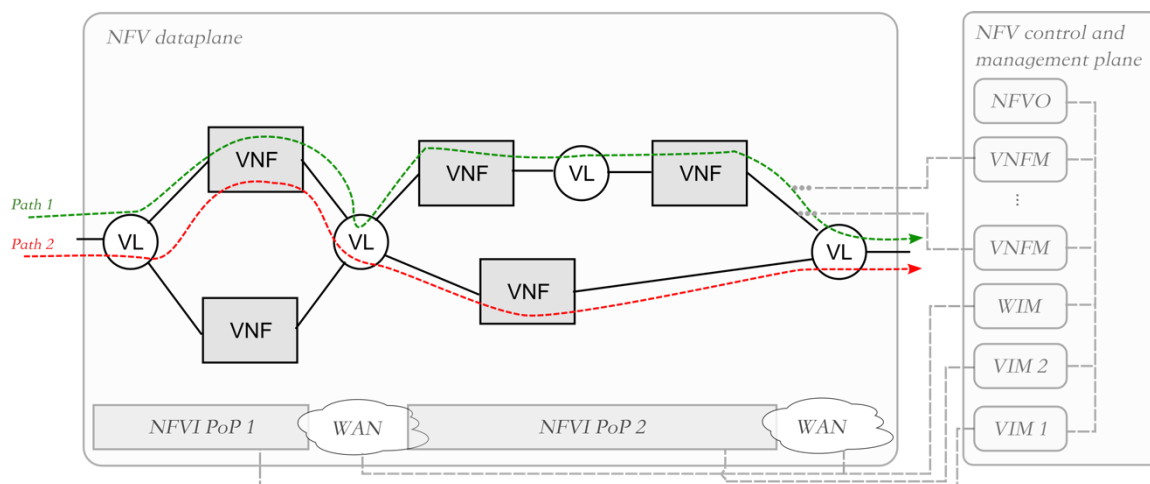 NFV dataplane
NFV control and
management plane
NFVO
VNF
VNF
VL
VNF
VNFM
⋮
Path 1
Path 2
VL
VL
VL
VNFM
VNF
VNF
WIM
VIM 2
NFVI PoP 1
WAN
NFVI PoP 2
WAN
VIM 1